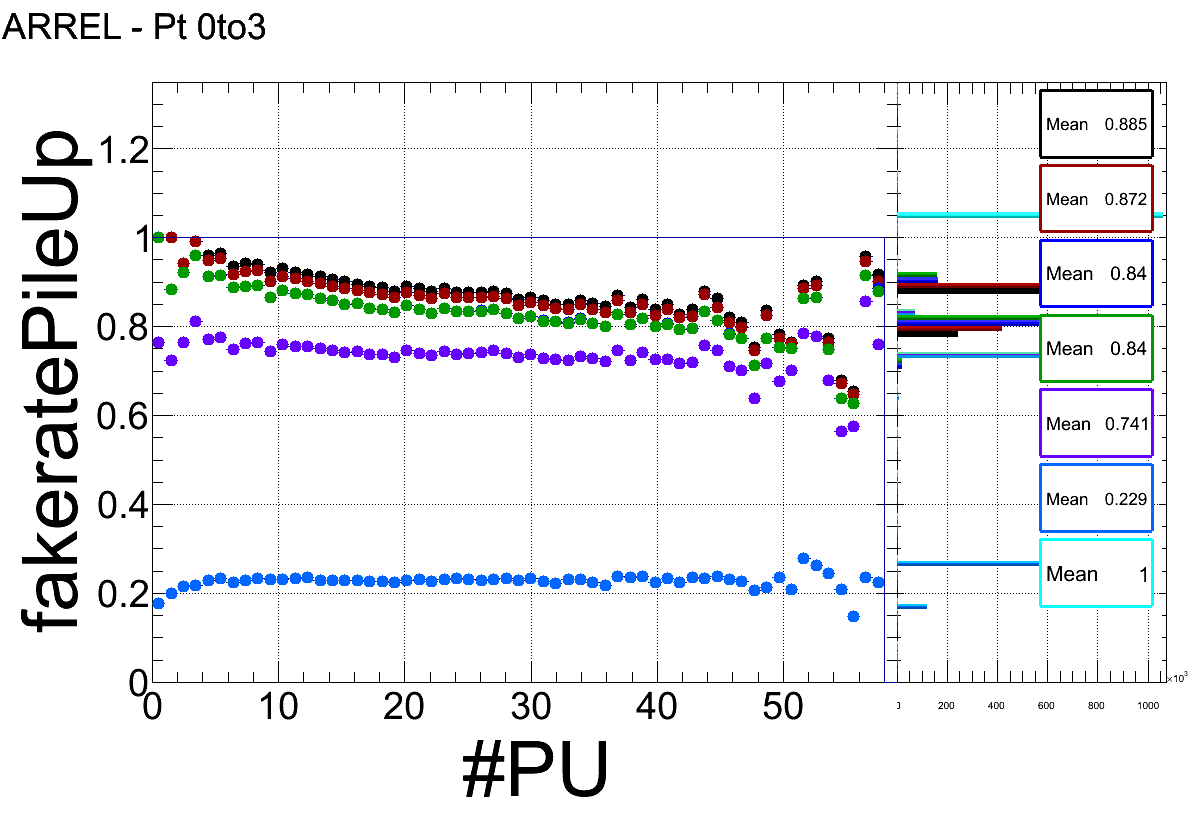 ARREL - Pt 0to3
fakeratePileUp
1.2
1
0.8
0.6
0.4
0.2
0
0 10 20 30 40 50
#PU
Mean 0.885
Mean 0.872
Mean 0.84
Mean 0.84
Mean 0.741
Mean 0.229
Mean 1
×10³
0 200 400 600 800 1000